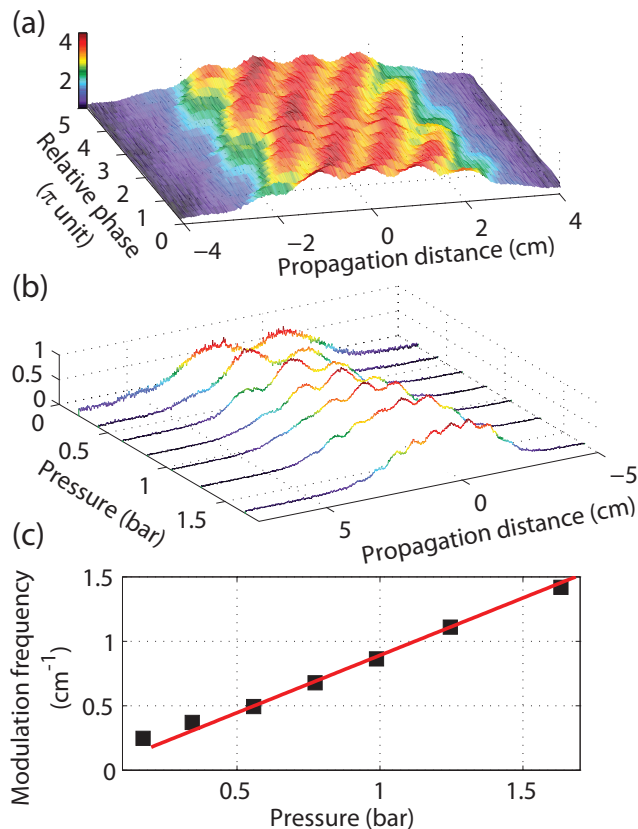 (a)
4
2
5
4
3
2
1
0
Relative phase
(π unit)
−4
−2
0
2
4
Propagation distance (cm)
(b)
1
0.5
0
0
0.5
1
1.5
Pressure (bar)
5
0
−5
Propagation distance (cm)
(c)
1.5
1
0.5
0
Modulation frequency
(cm⁻¹)
0.5
1
1.5
Pressure (bar)